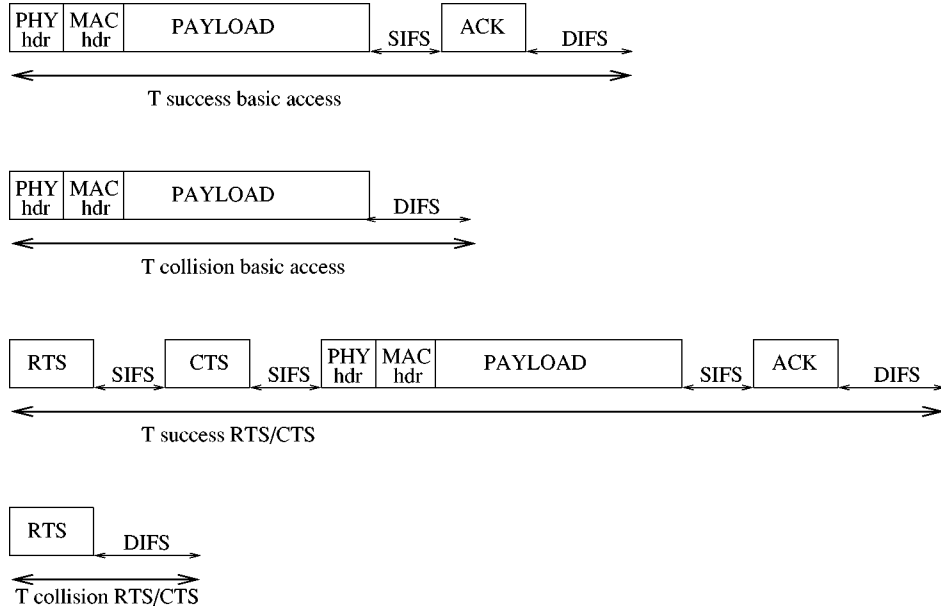 PHY MAC PAYLOAD ACK
hdr hdr SIFS DIFS
T success basic access
PHY MAC PAYLOAD
hdr hdr DIFS
T collision basic access
RTS CTS PHY MAC PAYLOAD ACK
SIFS SIFS hdr hdr SIFS DIFS
T success RTS/CTS
RTS
DIFS
T collision RTS/CTS